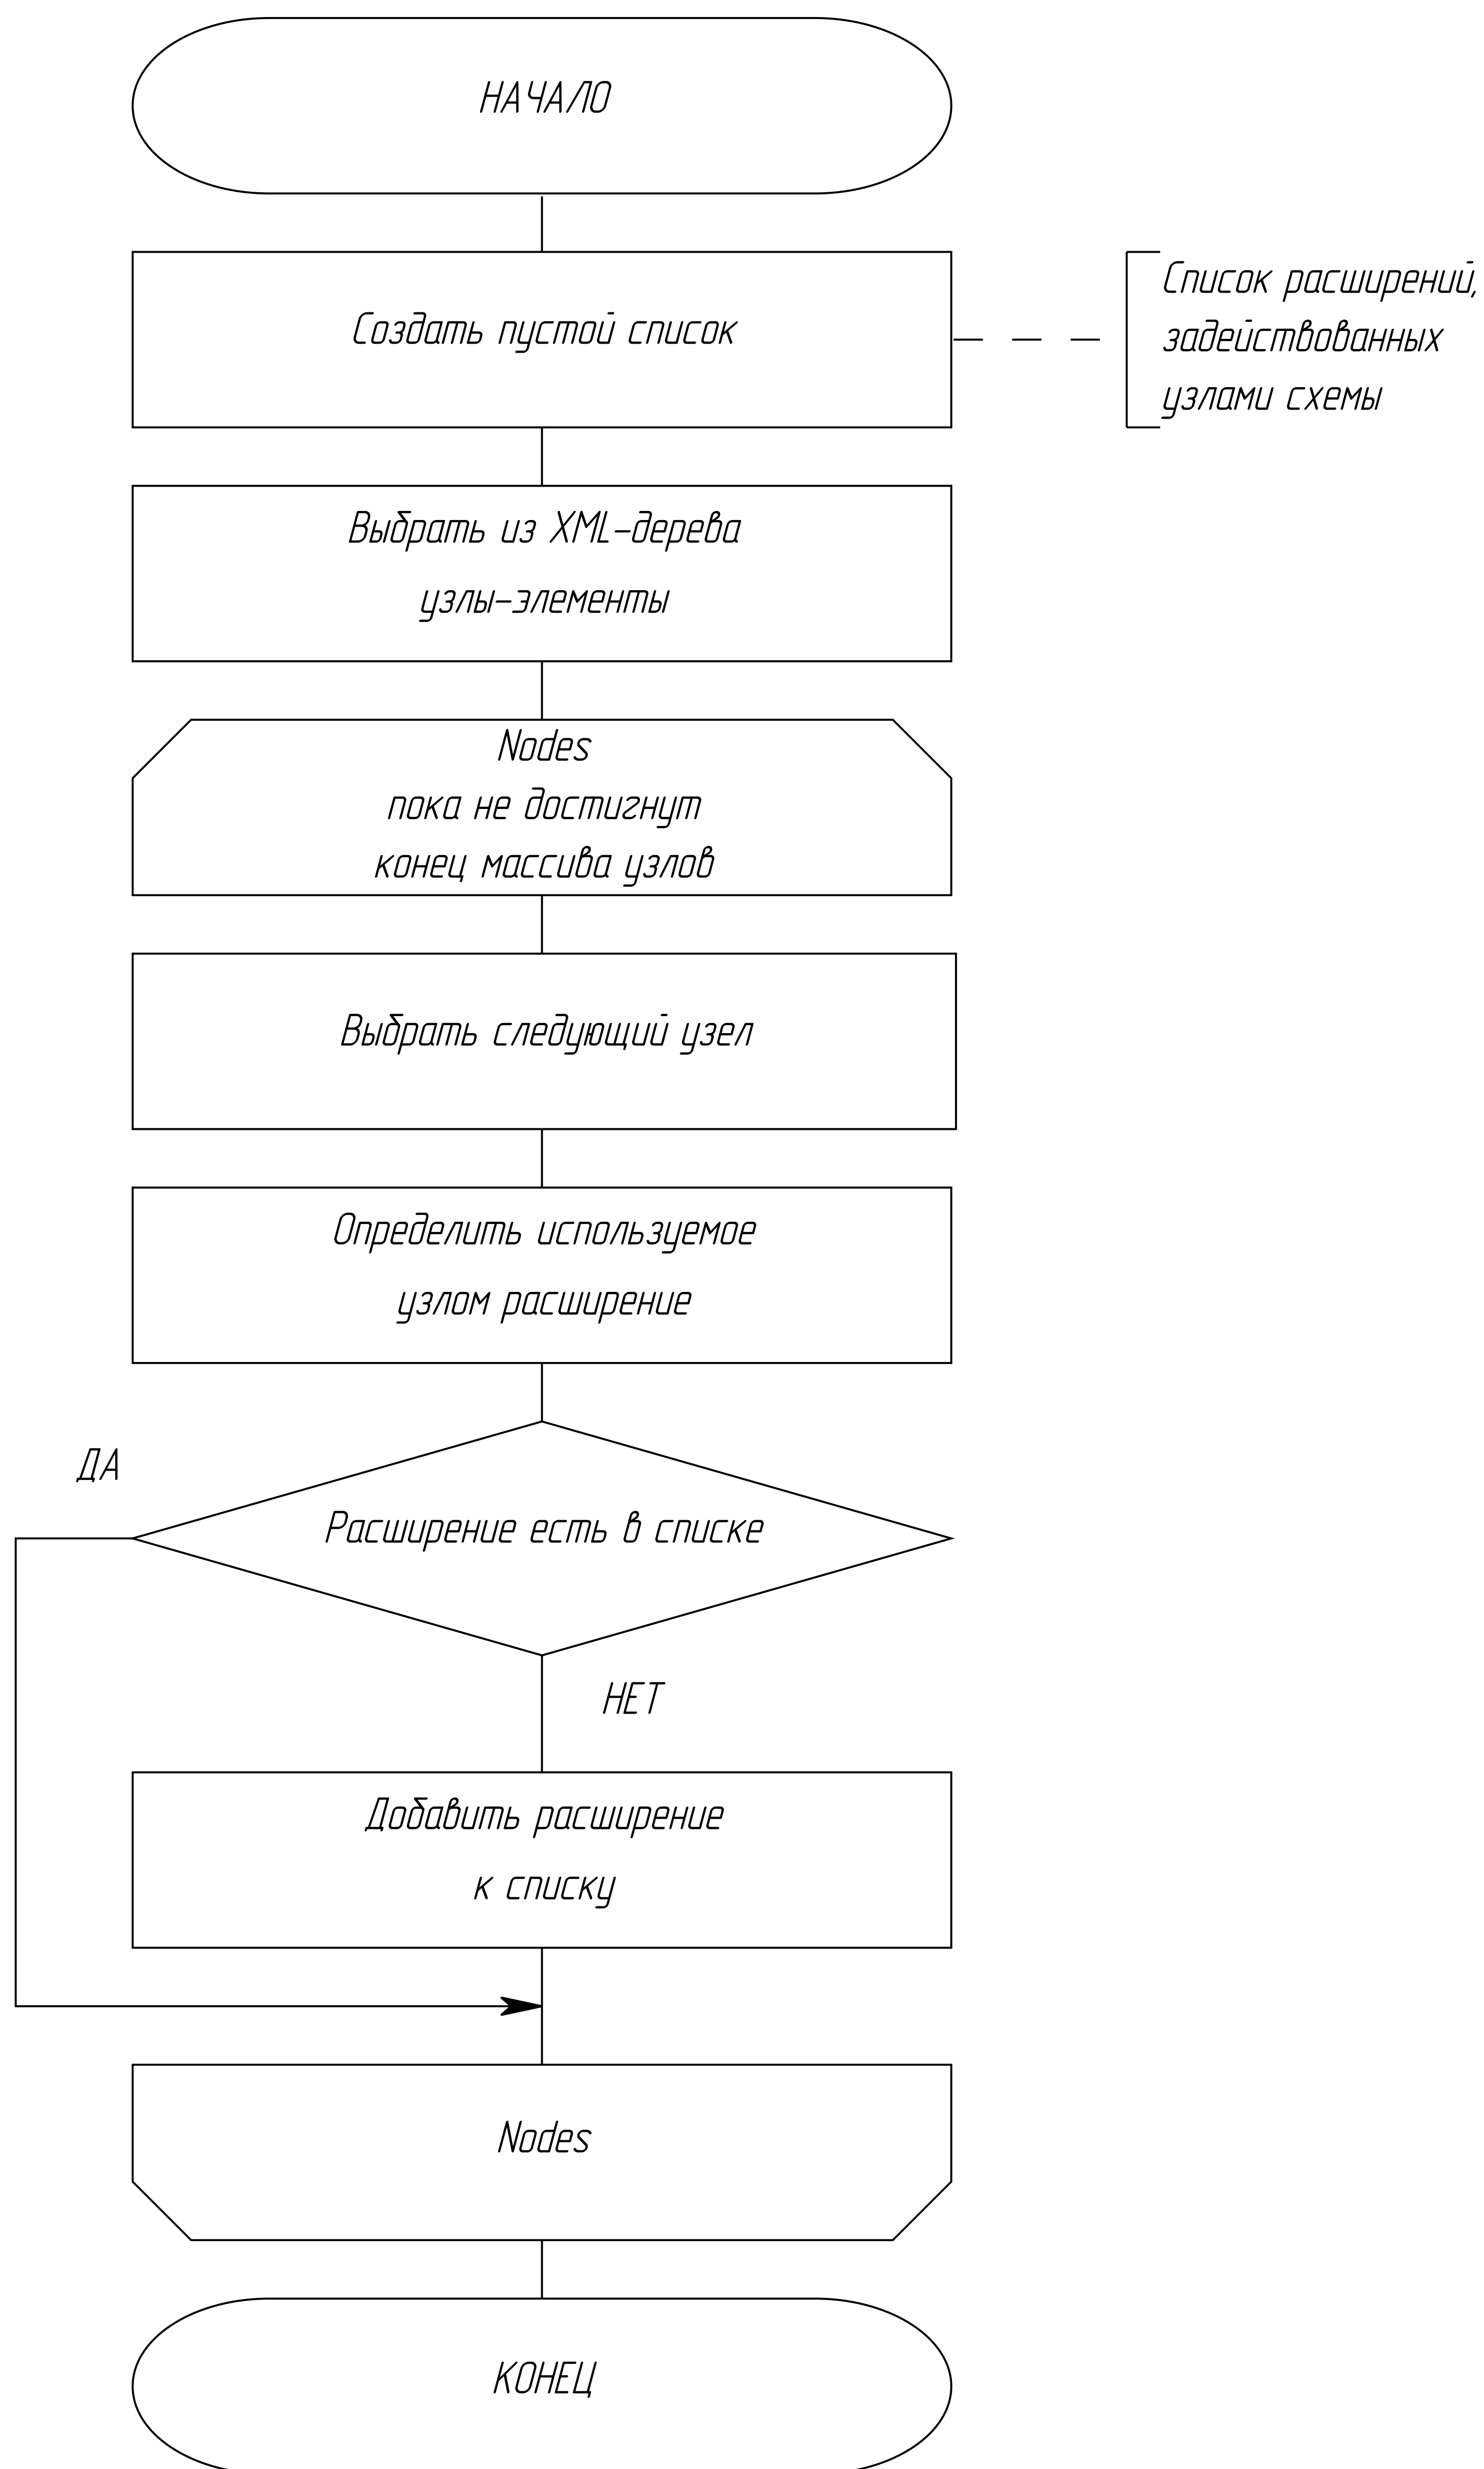 НАЧАЛО
Создать пустой список
Список расширений,
задействованных
узлами схемы
Выбрать из XML-дерева
узлы-элементы
Nodes
пока не достигнут
конец массива узлов
Выбрать следующий узел
Определить используемое
узлом расширение
ДА
Расширение есть в списке
НЕТ
Добавить расширение
к списку
Nodes
КОНЕЦ